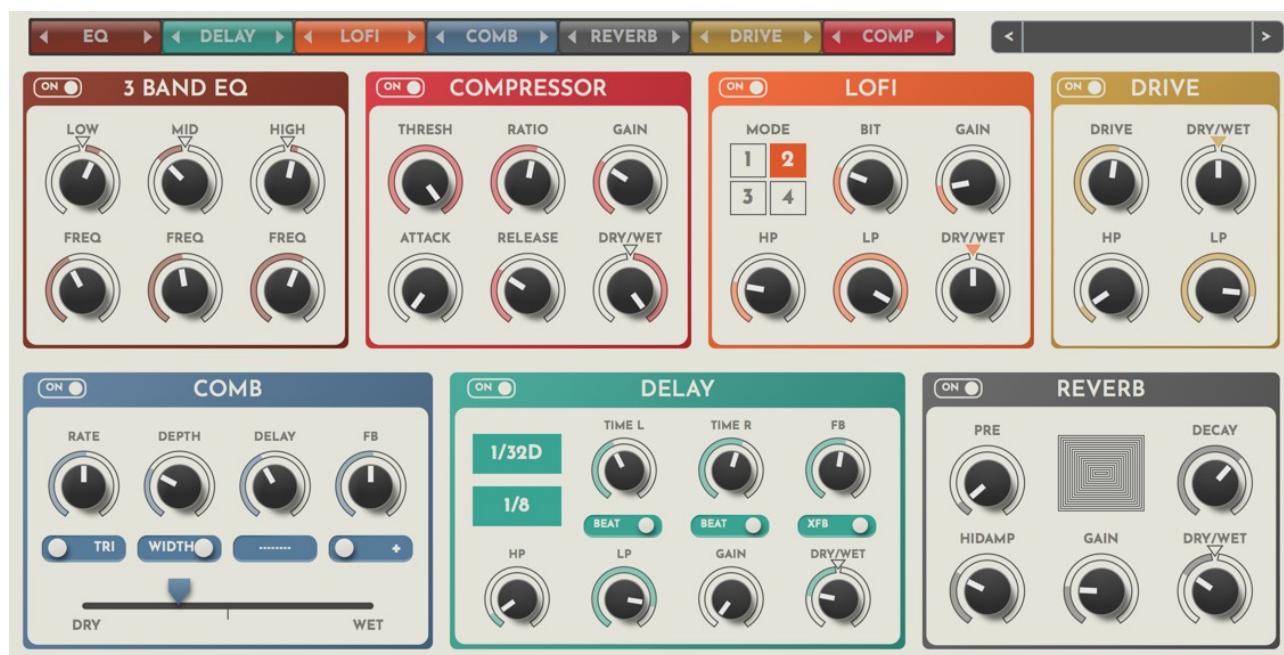 ◀ EQ ▶ ◀ DELAY ▶ ◀ LOFI ▶ ◀ COMB ▶ ◀ REVERB ▶ ◀ DRIVE ▶ ◀ COMP ▶ < >
ON 3 BAND EQ
LOW MID HIGH
FREQ FREQ FREQ
ON COMPRESSOR
THRESH RATIO GAIN
ATTACK RELEASE DRY/WET
ON LOFI
MODE BIT GAIN
1 2
3 4
HP LP DRY/WET
ON DRIVE
DRIVE DRY/WET
HP LP
ON COMB
RATE DEPTH DELAY FB
TRI WIDTH -------- +
DRY WET
ON DELAY
TIME L TIME R FB
1/32D
1/8
BEAT BEAT XFB
HP LP GAIN DRY/WET
ON REVERB
PRE DECAY
HIDAMP GAIN DRY/WET